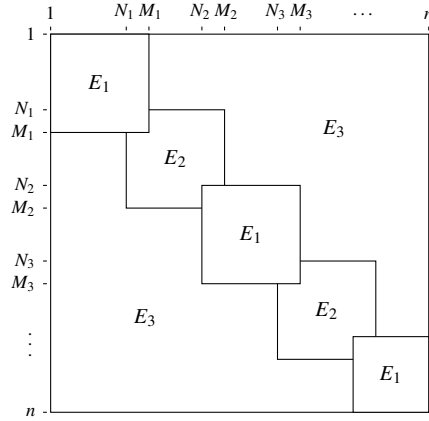 1 N₁ M₁ N₂ M₂ N₃ M₃ ⋯ n
1
E₁
N₁
E₃
M₁
E₂
N₂
M₂
E₁
N₃
M₃
E₃
E₂
⋮
E₁
n